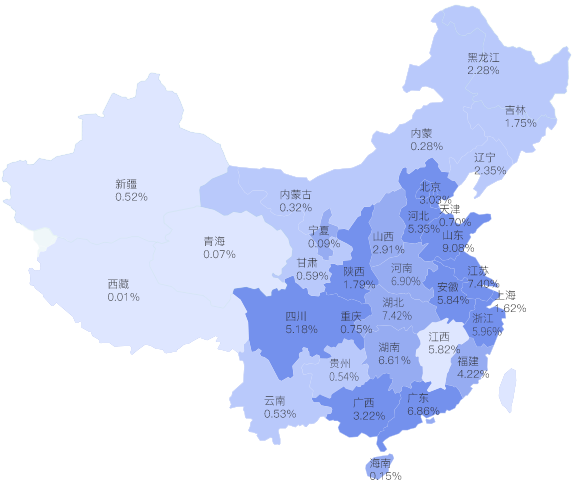 黑龙江
2.28%
吉林
1.75%
内蒙
0.28%
辽宁
2.35%
北京
3.03%
天津
0.70%
新疆
0.52%
内蒙古
0.32%
河北
5.35%
宁夏
0.09%
山西
2.91%
山东
9.08%
青海
0.07%
甘肃
0.59%
陕西
1.79%
河南
6.90%
江苏
7.40%
西藏
0.01%
安徽
5.84%
上海
1.62%
四川
5.18%
重庆
0.75%
湖北
7.42%
浙江
5.96%
江西
5.82%
湖南
6.61%
贵州
0.54%
福建
4.22%
云南
0.53%
广西
3.22%
广东
6.86%
海南
0.15%